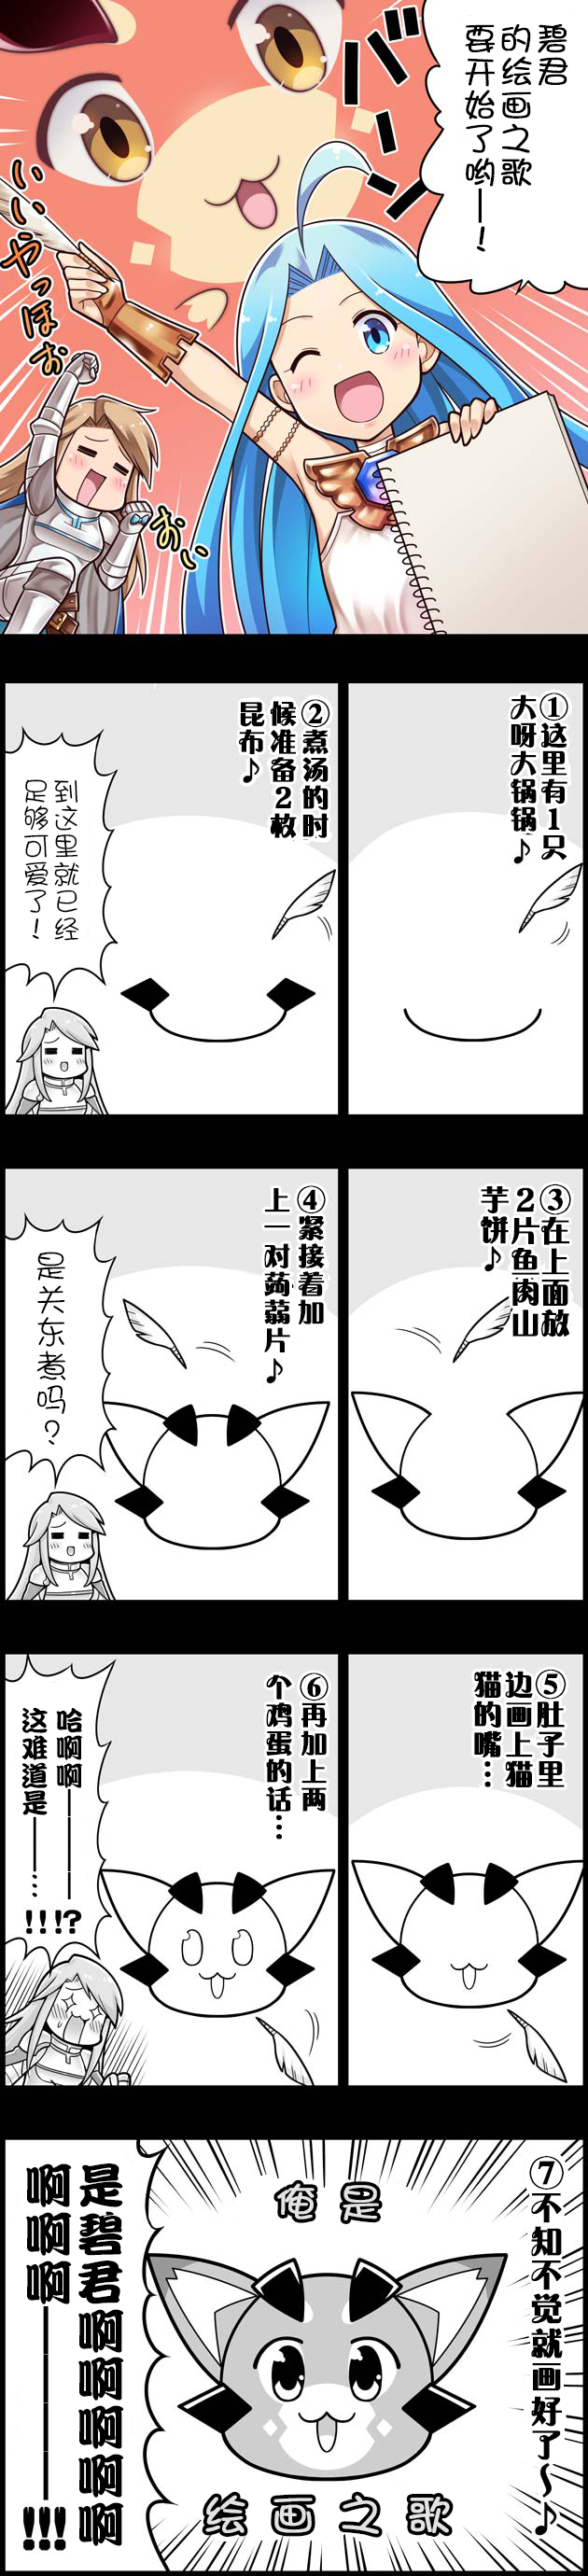 碧君
的绘画之歌
要开始了哟—！
バーン
いいやっほぉ
おぉい
①这里有1只
大呀大锅锅♪
②煮汤的时
候准备2枚
昆布♪
到这里就已经
足够可爱了！
③在上面放
2片鱼肉山
芋饼♪
④紧接着加
上一对蒟蒻片♪
是关东煮吗？
⑤肚子里
边画上猫
猫的嘴…
⑥再加上两
个鸡蛋的话…
哈啊啊———
这难道是———…
!!!?
⑦不知不觉就画好了～♪
俺是
绘画之歌
是碧君啊啊啊啊啊
啊啊啊————!!!